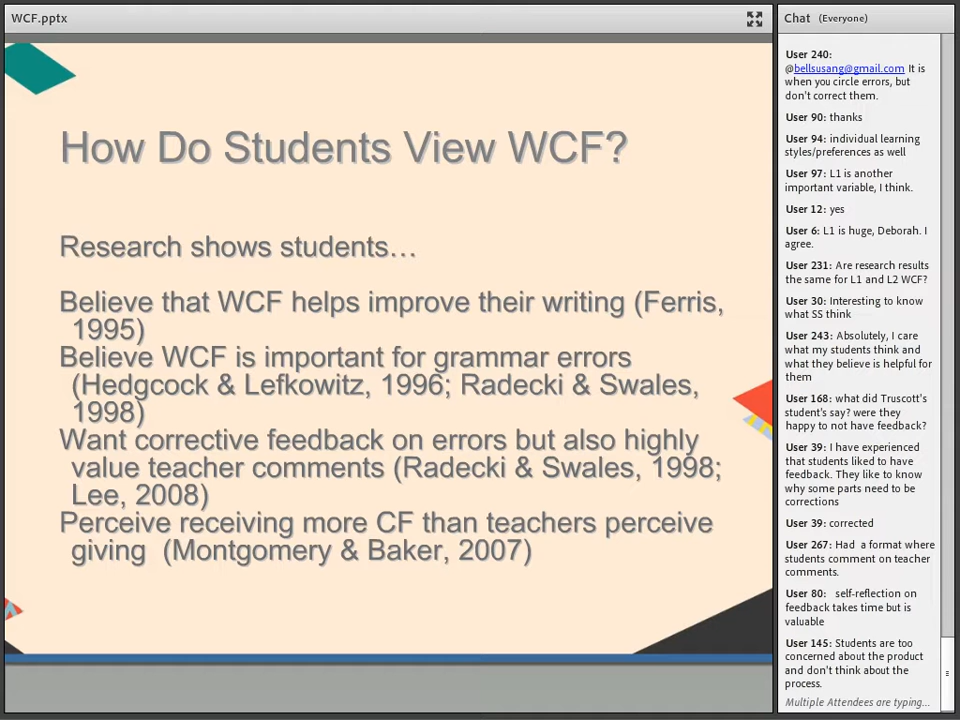 WCF.pptx
How Do Students View WCF?
Research shows students…
Believe that WCF helps improve their writing (Ferris,
1995)
Believe WCF is important for grammar errors
(Hedgcock & Lefkowitz, 1996; Radecki & Swales,
1998)
Want corrective feedback on errors but also highly
value teacher comments (Radecki & Swales, 1998;
Lee, 2008)
Perceive receiving more CF than teachers perceive
giving (Montgomery & Baker, 2007)
Chat (Everyone)
User 240:
@bellsusang@gmail.com It is
when you circle errors, but
don't correct them.
User 90: thanks
User 94: individual learning
styles/preferences as well
User 97: L1 is another
important variable, I think.
User 12: yes
User 6: L1 is huge, Deborah. I
agree.
User 231: Are research results
the same for L1 and L2 WCF?
User 30: Interesting to know
what SS think
User 243: Absolutely, I care
what my students think and
what they believe is helpful for
them
User 168: what did Truscott's
student's say? were they
happy to not have feedback?
User 39: I have experienced
that students liked to have
feedback. They like to know
why some parts need to be
corrections
User 39: corrected
User 267: Had a format where
students comment on teacher
comments.
User 80: self-reflection on
feedback takes time but is
valuable
User 145: Students are too
concerned about the product
and don't think about the
process.
Multiple Attendees are typing...